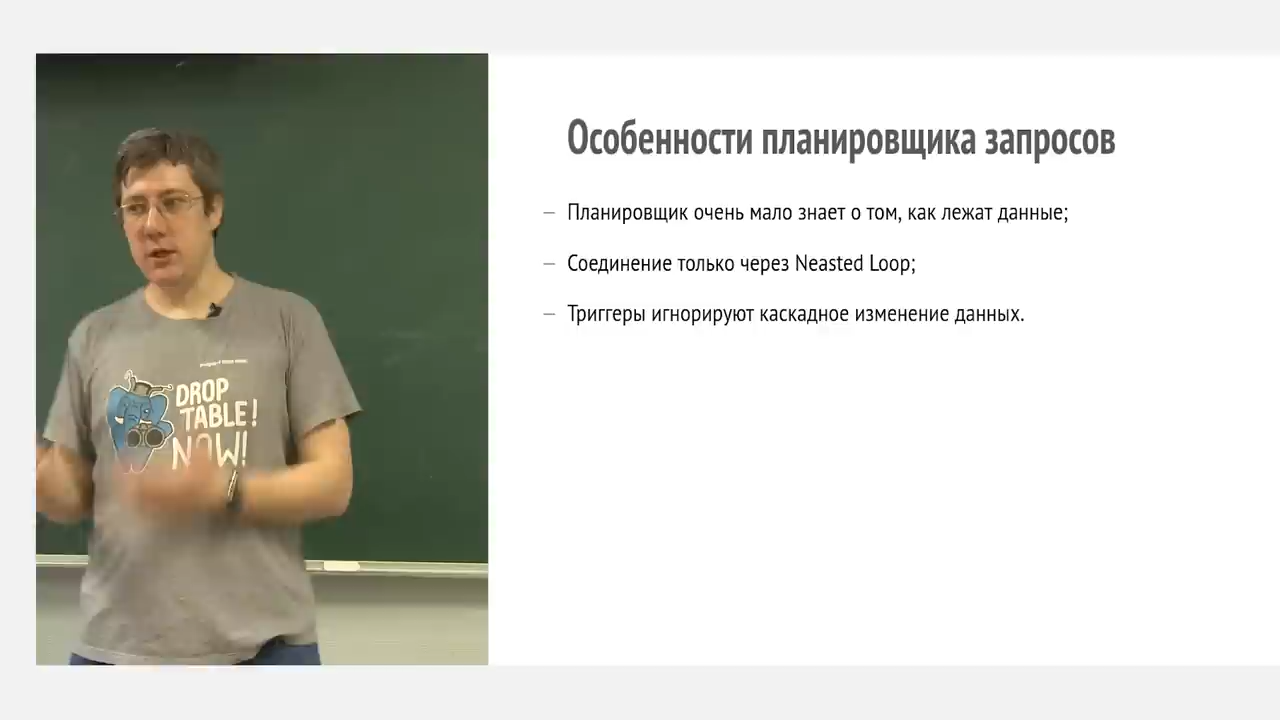 Особенности планировщика запросов
– Планировщик очень мало знает о том, как лежат данные;
– Соединение только через Neasted Loop;
– Триггеры игнорируют каскадное изменение данных.
DROP
TABLE!
NOW!